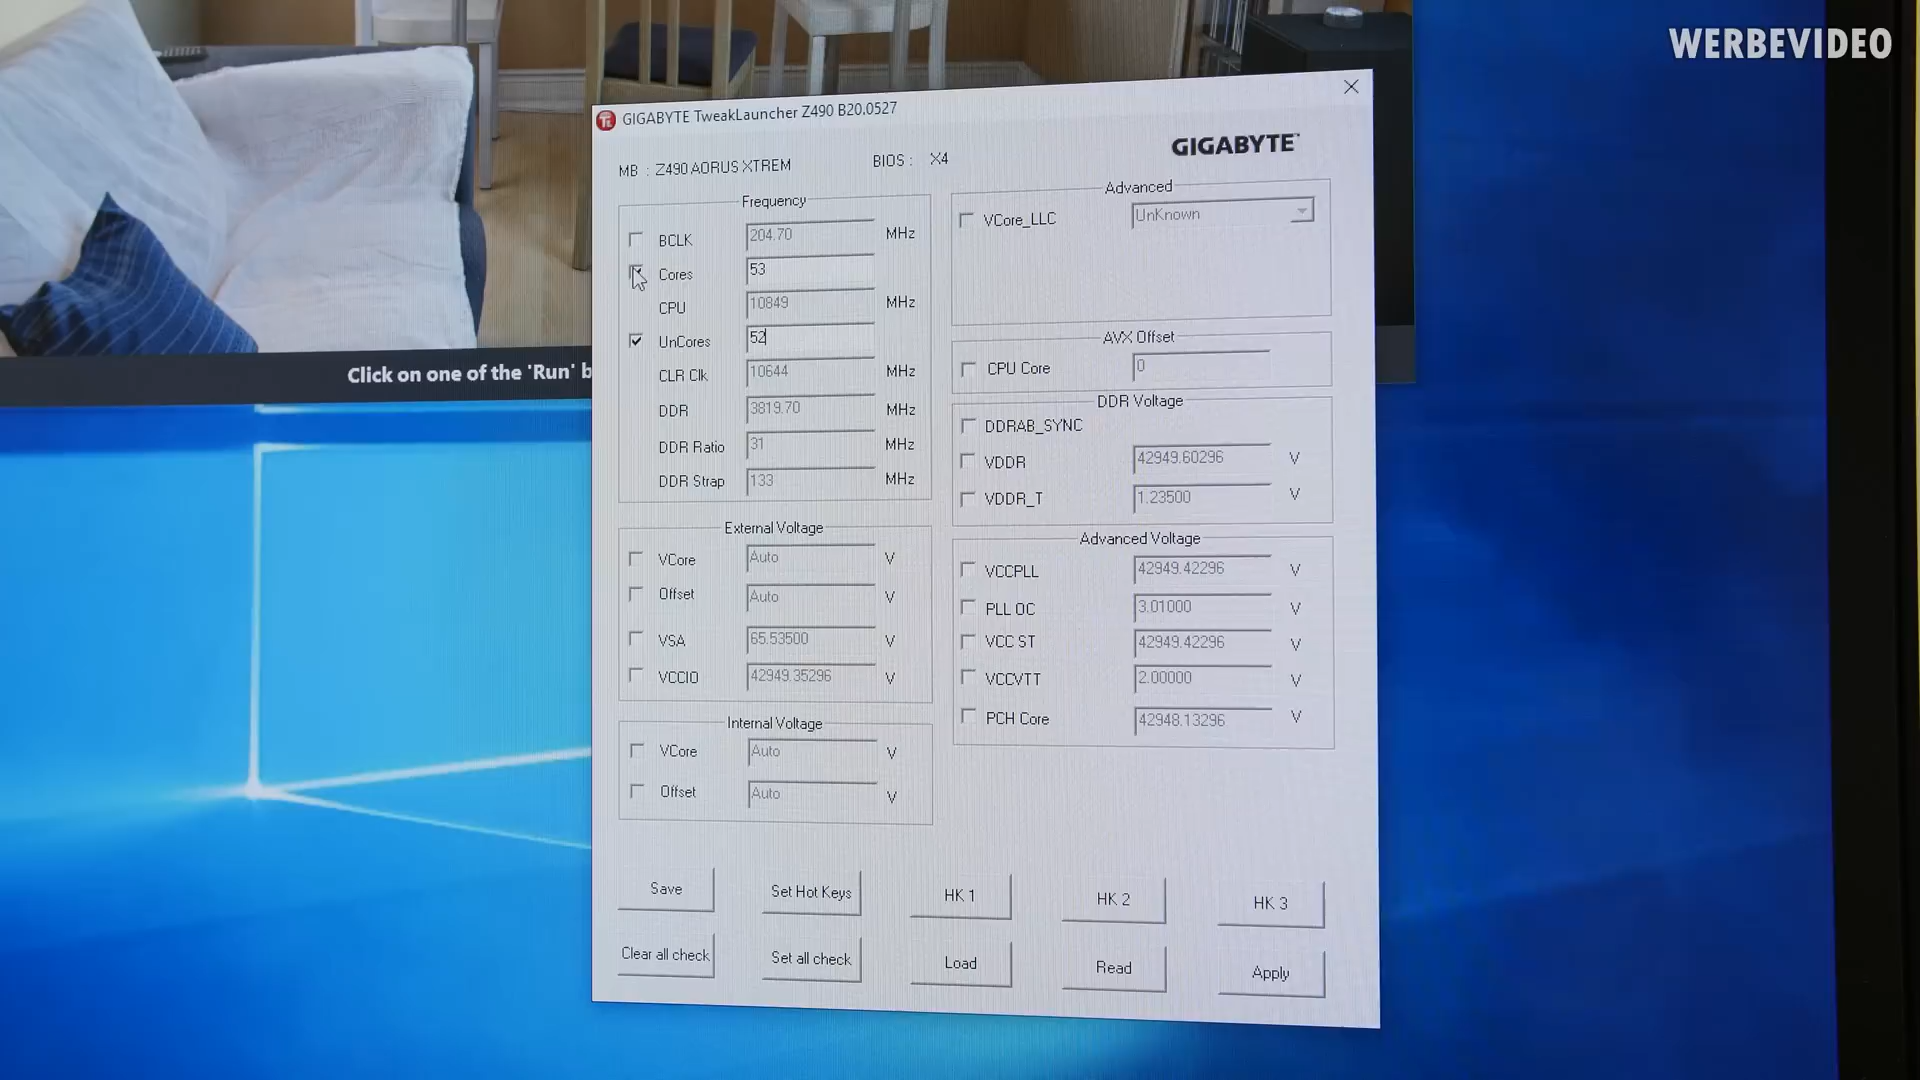 WERBEVIDEO
GIGABYTE TweakLauncher Z490 B20.0527
GIGABYTE™
MB : Z490 AORUS XTREM
BIOS : X4
Frequency
BCLK 204.70 MHz
Cores 53
CPU 10849 MHz
UnCores 52
CLR Clk 10644 MHz
DDR 3819.70 MHz
DDR Ratio 31 MHz
DDR Strap 133 MHz
External Voltage
VCore Auto V
Offset Auto V
VSA 65.53500 V
VCCIO 42949.35296 V
Internal Voltage
VCore Auto V
Offset Auto V
Advanced
VCore_LLC UnKnown
AVX Offset
CPU Core 0
DDR Voltage
DDRAB_SYNC
VDDR 42949.60296 V
VDDR_T 1.23500 V
Advanced Voltage
VCCPLL 42949.42296 V
PLL OC 3.01000 V
VCC ST 42949.42296 V
VCCVTT 2.00000 V
PCH Core 42948.13296 V
Save Set Hot Keys HK 1 HK 2 HK 3
Clear all check Set all check Load Read Apply
Click on one of the 'Run' b